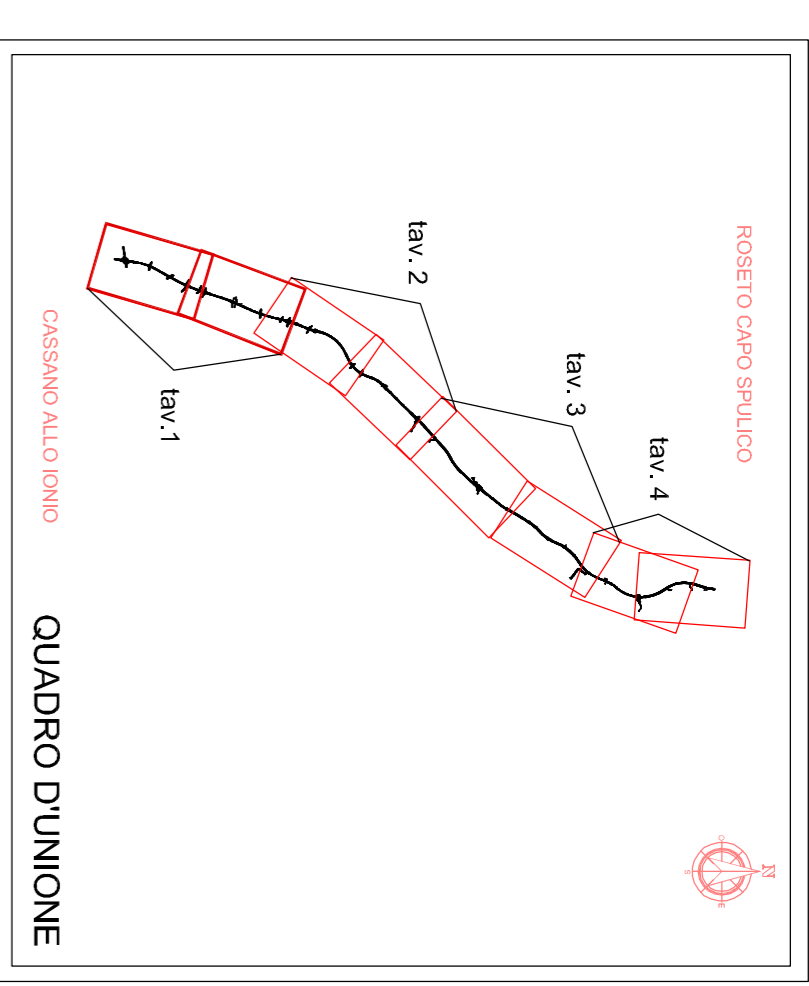 ROSETO CAPO SPULICO
tav. 4
tav. 3
tav. 2
tav.1
CASSANO ALLO IONIO
N
O
E
S
QUADRO D'UNIONE